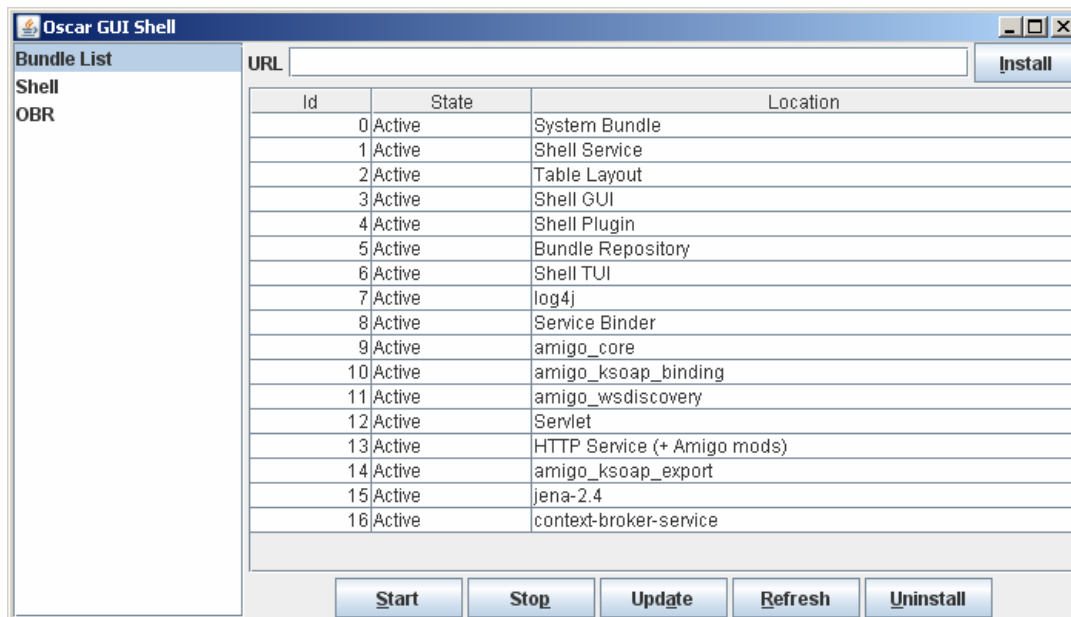 Oscar GUI Shell
Bundle List
Shell
OBR
URL Install
Id State Location
0 Active System Bundle
1 Active Shell Service
2 Active Table Layout
3 Active Shell GUI
4 Active Shell Plugin
5 Active Bundle Repository
6 Active Shell TUI
7 Active log4j
8 Active Service Binder
9 Active amigo_core
10 Active amigo_ksoap_binding
11 Active amigo_wsdiscovery
12 Active Servlet
13 Active HTTP Service (+ Amigo mods)
14 Active amigo_ksoap_export
15 Active jena-2.4
16 Active context-broker-service
Start Stop Update Refresh Uninstall